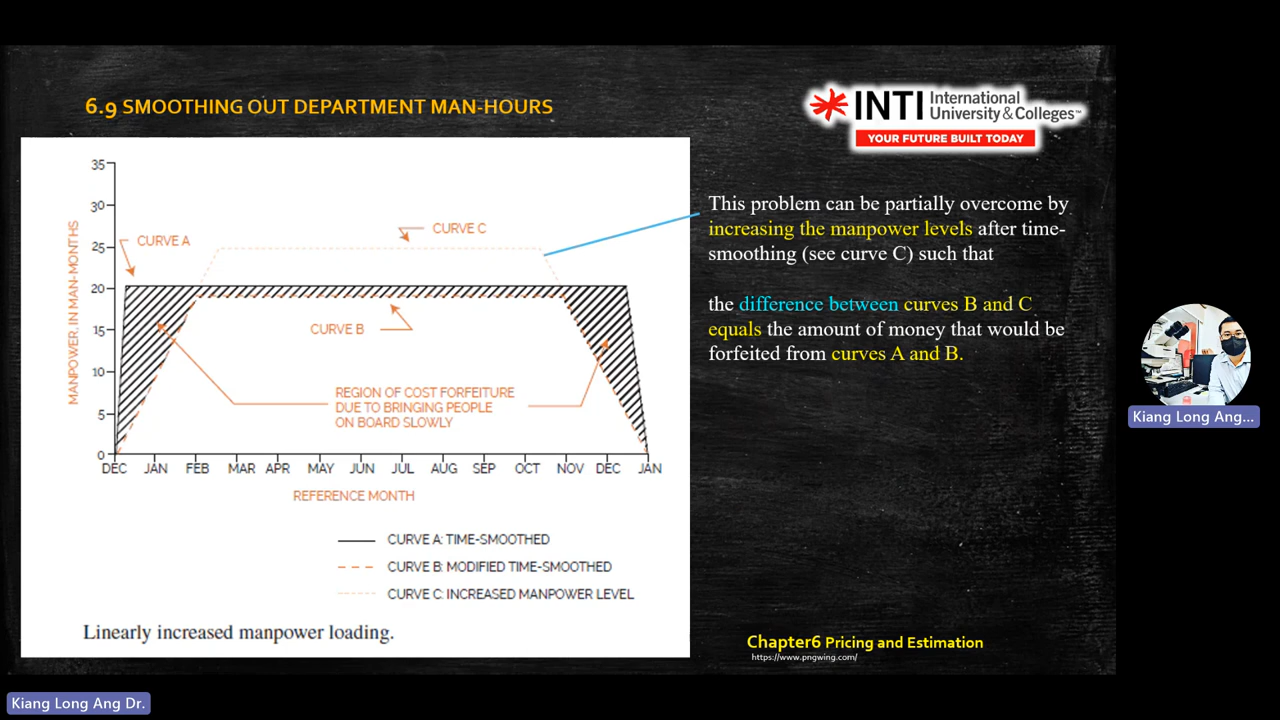 6.9 SMOOTHING OUT DEPARTMENT MAN-HOURS
INTI International
University & Colleges™
YOUR FUTURE BUILT TODAY
35
30
25
20
15
10
5
0
MANPOWER, IN MAN-MONTHS
CURVE A
CURVE C
CURVE B
REGION OF COST FORFEITURE
DUE TO BRINGING PEOPLE
ON BOARD SLOWLY
DEC JAN FEB MAR APR MAY JUN JUL AUG SEP OCT NOV DEC JAN
REFERENCE MONTH
CURVE A: TIME-SMOOTHED
CURVE B: MODIFIED TIME-SMOOTHED
CURVE C: INCREASED MANPOWER LEVEL
Linearly increased manpower loading.
This problem can be partially overcome by
increasing the manpower levels after time-
smoothing (see curve C) such that
the difference between curves B and C
equals the amount of money that would be
forfeited from curves A and B.
Chapter6 Pricing and Estimation
https://www.pngwing.com/
Kiang Long Ang...
Kiang Long Ang Dr.